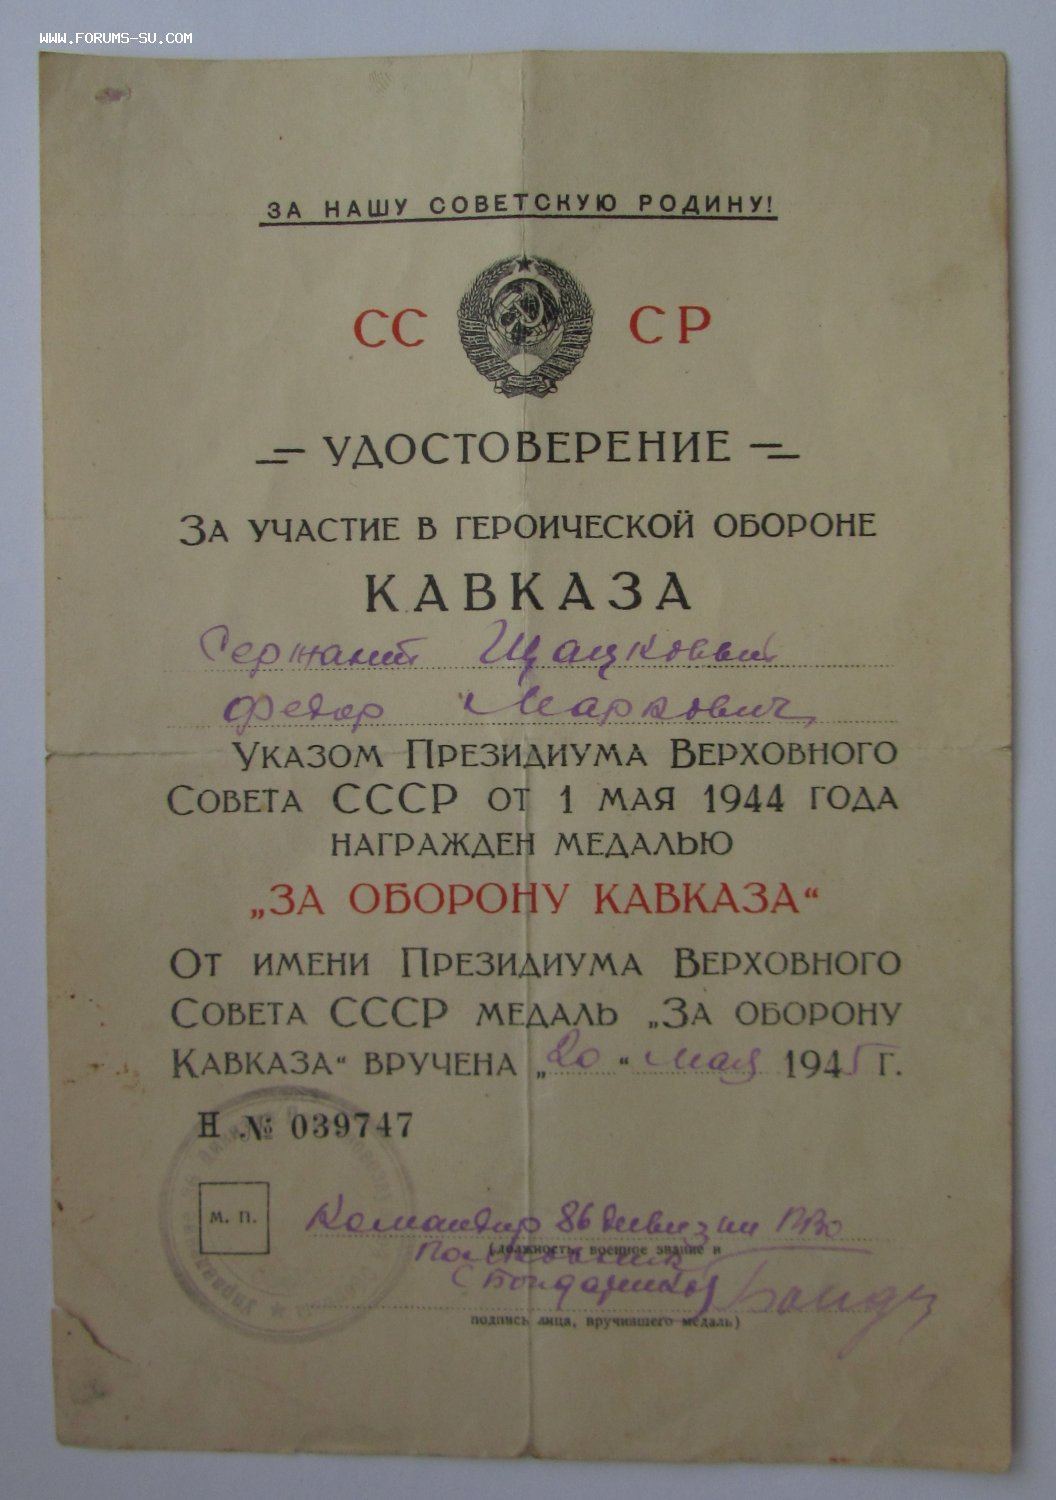 WWW.FORUMS-SU.COM
ЗА НАШУ СОВЕТСКУЮ РОДИНУ!
СС СР
УДОСТОВЕРЕНИЕ
ЗА УЧАСТИЕ В ГЕРОИЧЕСКОЙ ОБОРОНЕ
КАВКАЗА
Сержант
Федор Маркович
УКАЗОМ ПРЕЗИДИУМА ВЕРХОВНОГО
СОВЕТА СССР ОТ 1 МАЯ 1944 ГОДА
НАГРАЖДЕН МЕДАЛЬЮ
„ЗА ОБОРОНУ КАВКАЗА“
ОТ ИМЕНИ ПРЕЗИДИУМА ВЕРХОВНОГО
СОВЕТА СССР МЕДАЛЬ „ЗА ОБОРОНУ
КАВКАЗА“ ВРУЧЕНА „20“ мая 1945 Г.
Н № 039747
М. П.
Командир 86 дивизии ПВО
(должность, военное звание и
Полковник
подпись лица, вручившего медаль)